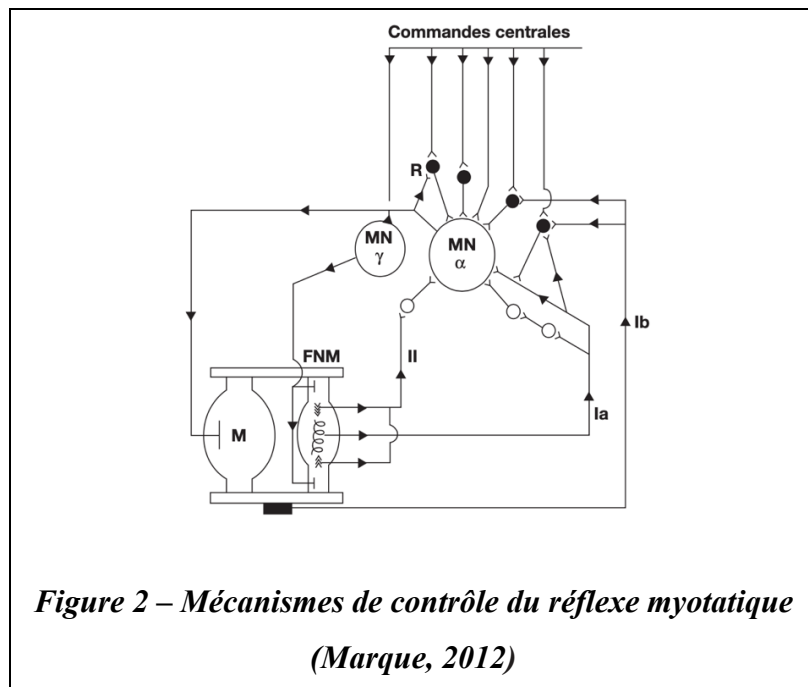 Commandes centrales
R
MN
γ
MN
α
FNM
II
Ib
Ia
M
Figure 2 – Mécanismes de contrôle du réflexe myotatique
(Marque, 2012)